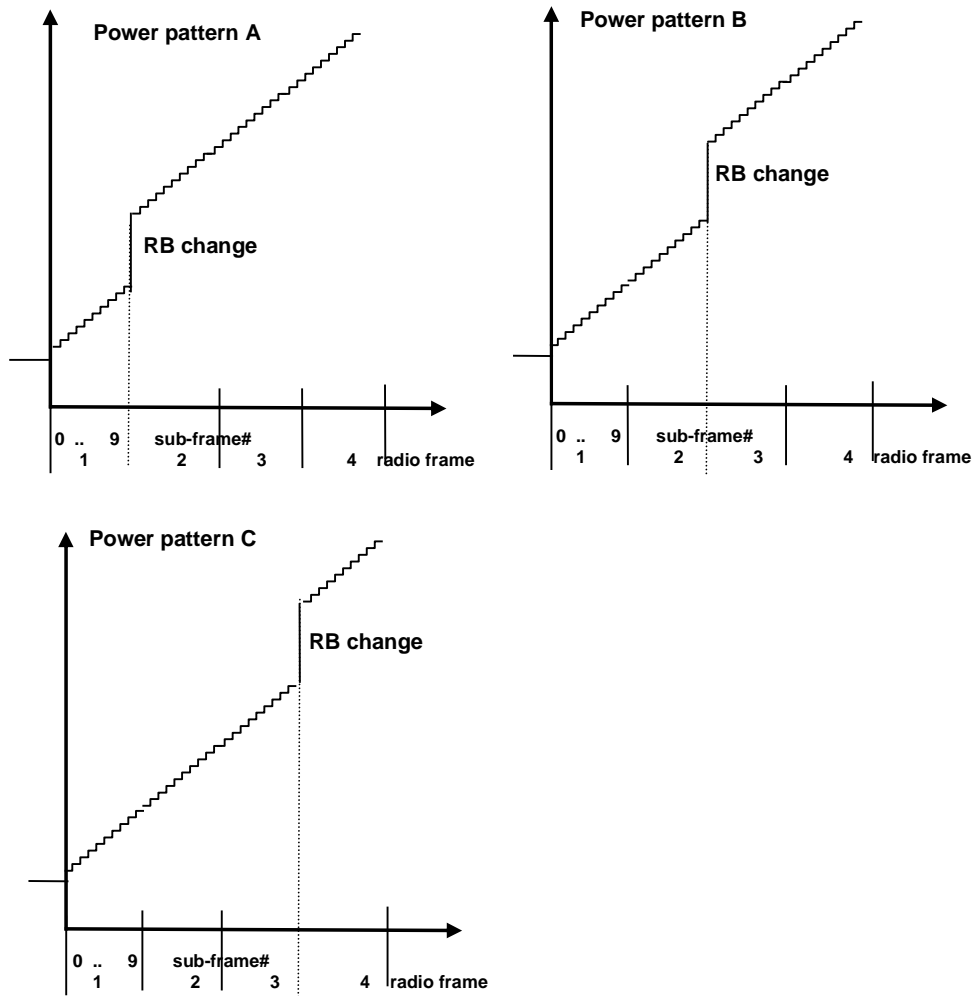 Power pattern A
RB change
0 .. 9 sub-frame#
1 2 3 4 radio frame
Power pattern B
RB change
0 .. 9 sub-frame#
1 2 3 4 radio frame
Power pattern C
RB change
0 .. 9 sub-frame#
1 2 3 4 radio frame